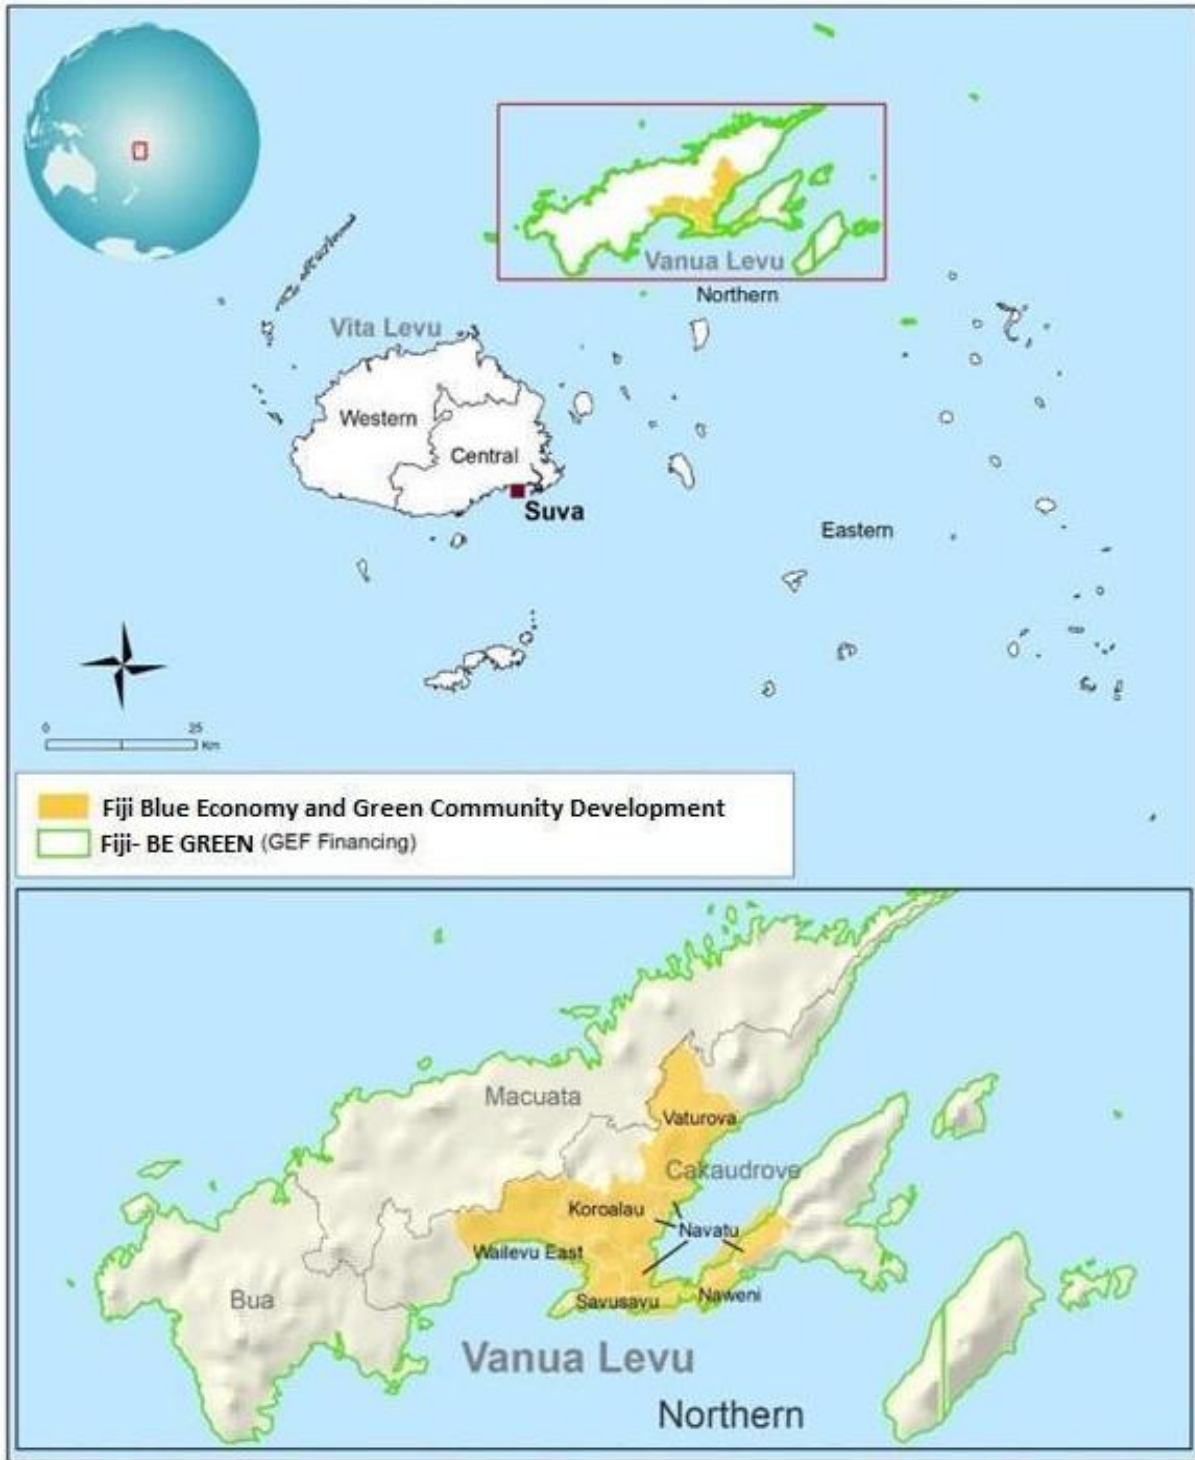 Vanua Levu
Northern
Vita Levu
Western
Central
Suva
Eastern
0 25
Km
Fiji Blue Economy and Green Community Development
Fiji- BE GREEN (GEF Financing)
Macuata
Vaturova
Cakaudrove
Koroalau
Navatu
Wailevu East
Bua
Savusavu
Naweni
Vanua Levu
Northern